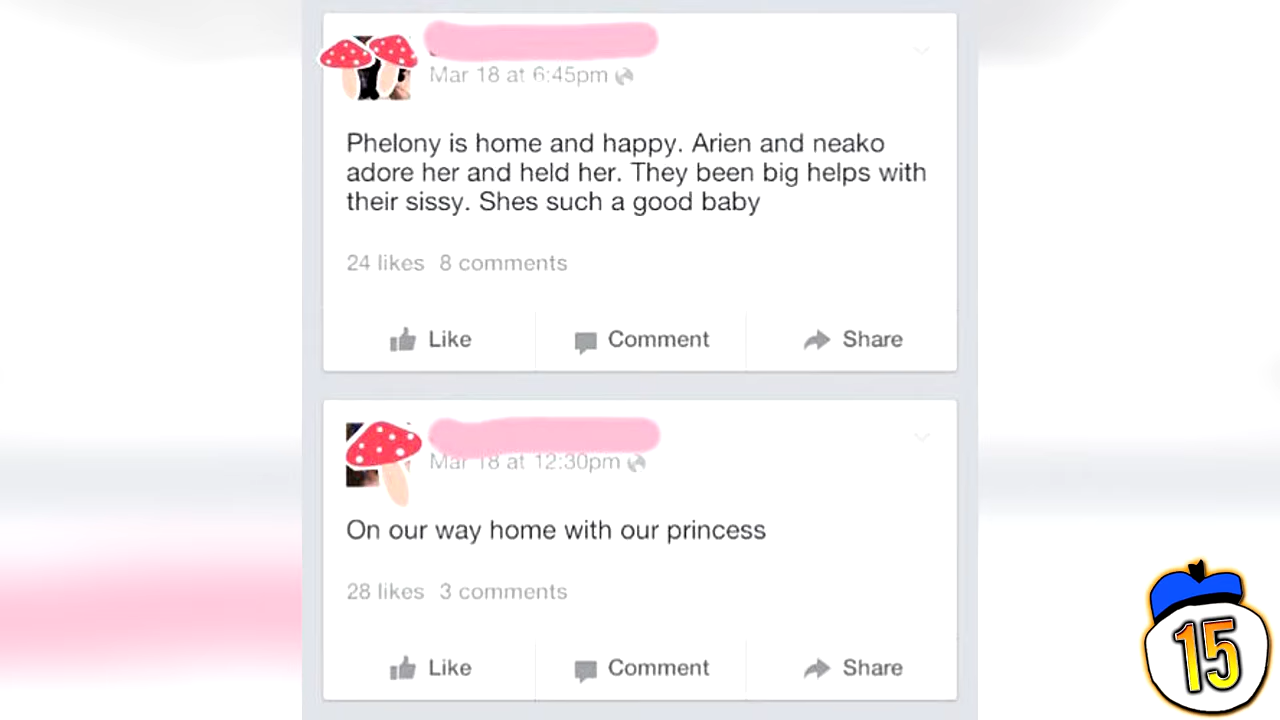 Mar 18 at 6:45pm
Phelony is home and happy. Arien and neako
adore her and held her. They been big helps with
their sissy. Shes such a good baby
24 likes 8 comments
Like Comment Share
Mar 18 at 12:30pm
On our way home with our princess
28 likes 3 comments
Like Comment Share
15